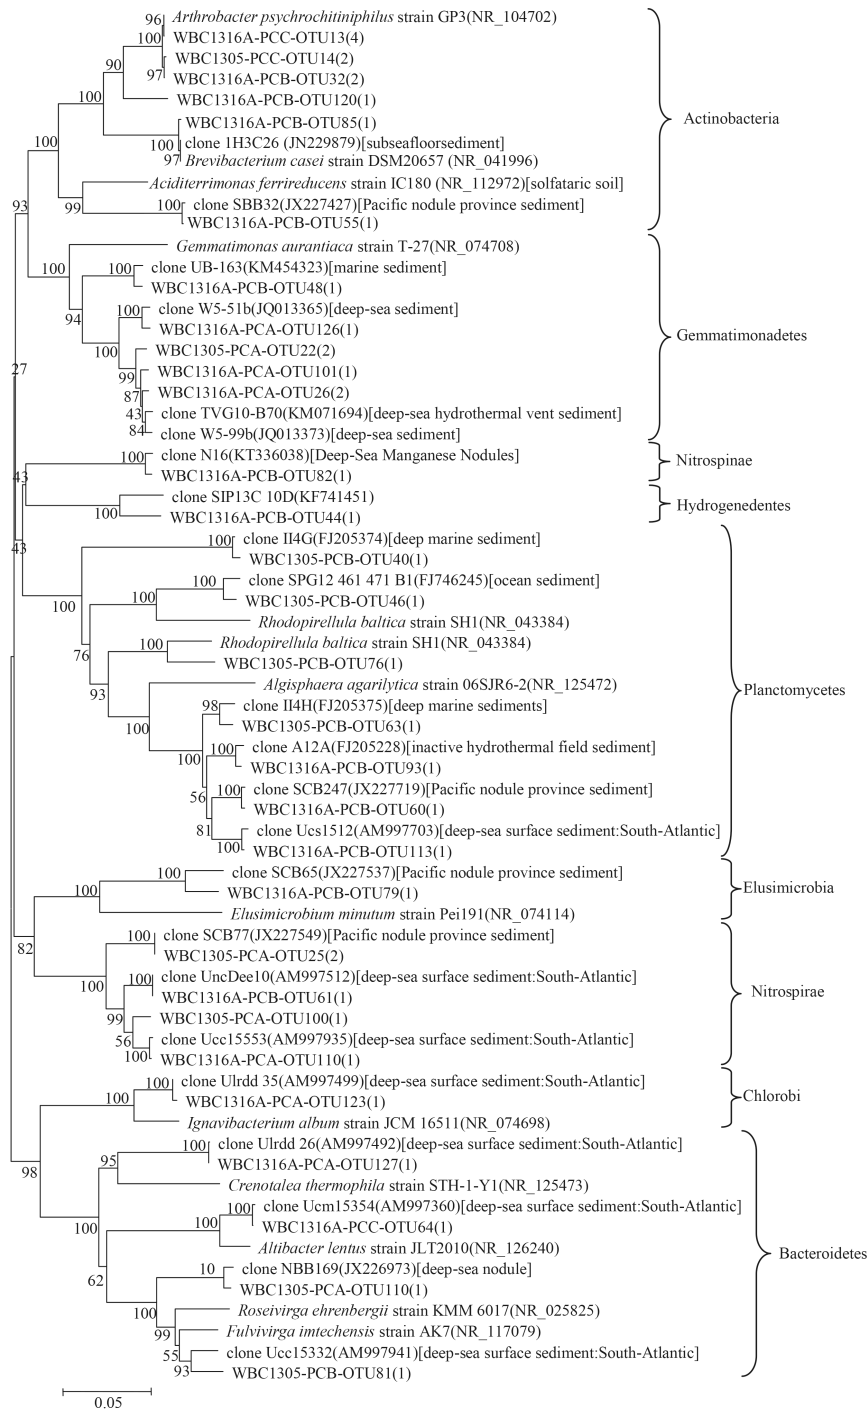 96
Arthrobacter psychrochitiniphilus strain GP3(NR_104702)
100
WBC1316A-PCC-OTU13(4)
WBC1305-PCC-OTU14(2)
90
97
WBC1316A-PCB-OTU32(2)
100
WBC1316A-PCB-OTU120(1)
WBC1316A-PCB-OTU85(1)
Actinobacteria
100
100
clone 1H3C26 (JN229879)[subseafloorsediment]
97
Brevibacterium casei strain DSM20657 (NR_041996)
Aciditerrimonas ferrireducens strain IC180 (NR_112972)[solfataric soil]
93
99
100
clone SBB32(JX227427)[Pacific nodule province sediment]
WBC1316A-PCB-OTU55(1)
Gemmatimonas aurantiaca strain T-27(NR_074708)
100
100
clone UB-163(KM454323)[marine sediment]
WBC1316A-PCB-OTU48(1)
94
100
clone W5-51b(JQ013365)[deep-sea sediment]
WBC1316A-PCA-OTU126(1)
Gemmatimonadetes
100
WBC1305-PCA-OTU22(2)
27
99
WBC1316A-PCA-OTU101(1)
87
WBC1316A-PCA-OTU26(2)
43
clone TVG10-B70(KM071694)[deep-sea hydrothermal vent sediment]
84
clone W5-99b(JQ013373)[deep-sea sediment]
100
clone N16(KT336038)[Deep-Sea Manganese Nodules]
Nitrospinae
43
WBC1316A-PCB-OTU82(1)
clone SIP13C 10D(KF741451)
Hydrogenedentes
100
WBC1316A-PCB-OTU44(1)
43
100
clone II4G(FJ205374)[deep marine sediment]
WBC1305-PCB-OTU40(1)
100
clone SPG12 461 471 B1(FJ746245)[ocean sediment]
100
100
WBC1305-PCB-OTU46(1)
Rhodopirellula baltica strain SH1(NR_043384)
100
Rhodopirellula baltica strain SH1(NR_043384)
76
WBC1305-PCB-OTU76(1)
93
Algisphaera agarilytica strain 06SJR6-2(NR_125472)
Planctomycetes
98
clone II4H(FJ205375)[deep marine sediments]
100
WBC1305-PCB-OTU63(1)
100
100
clone A12A(FJ205228)[inactive hydrothermal field sediment]
WBC1316A-PCB-OTU93(1)
56
100
clone SCB247(JX227719)[Pacific nodule province sediment]
WBC1316A-PCB-OTU60(1)
81
clone Ucs1512(AM997703)[deep-sea surface sediment:South-Atlantic]
100
WBC1316A-PCB-OTU113(1)
100
clone SCB65(JX227537)[Pacific nodule province sediment]
100
WBC1316A-PCB-OTU79(1)
Elusimicrobia
Elusimicrobium minutum strain Pei191(NR_074114)
82
100
clone SCB77(JX227549)[Pacific nodule province sediment]
WBC1305-PCA-OTU25(2)
100
100
clone UncDee10(AM997512)[deep-sea surface sediment:South-Atlantic]
WBC1316A-PCB-OTU61(1)
Nitrospirae
99
WBC1305-PCA-OTU100(1)
56
clone Ucc15553(AM997935)[deep-sea surface sediment:South-Atlantic]
100
WBC1316A-PCA-OTU110(1)
100
clone Ulrdd 35(AM997499)[deep-sea surface sediment:South-Atlantic]
100
WBC1316A-PCA-OTU123(1)
Chlorobi
Ignavibacterium album strain JCM 16511(NR_074698)
98
100
clone Ulrdd 26(AM997492)[deep-sea surface sediment:South-Atlantic]
95
WBC1316A-PCA-OTU127(1)
Crenotalea thermophila strain STH-1-Y1(NR_125473)
100
100
clone Ucm15354(AM997360)[deep-sea surface sediment:South-Atlantic]
100
WBC1316A-PCC-OTU64(1)
Altibacter lentus strain JLT2010(NR_126240)
Bacteroidetes
62
10
clone NBB169(JX226973)[deep-sea nodule]
WBC1305-PCA-OTU110(1)
100
Roseivirga ehrenbergii strain KMM 6017(NR_025825)
99
Fulvivirga imtechensis strain AK7(NR_117079)
55
clone Ucc15332(AM997941)[deep-sea surface sediment:South-Atlantic]
93
WBC1305-PCB-OTU81(1)
0.05